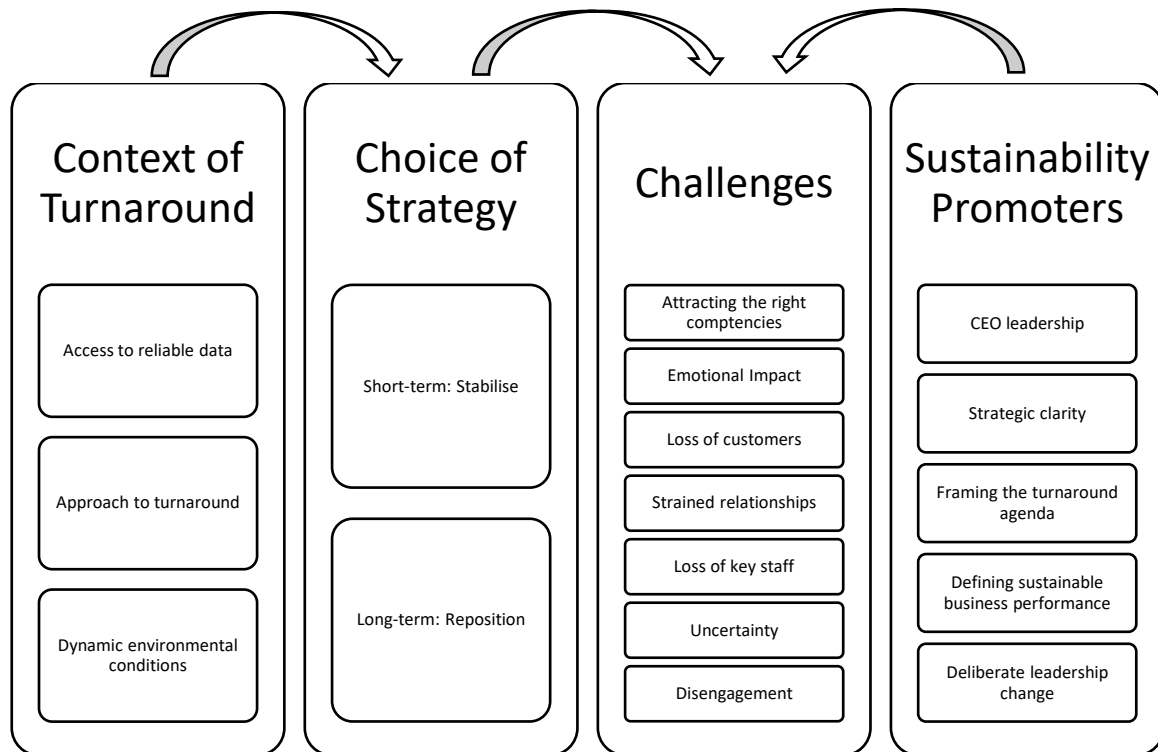 Context of
Turnaround
Access to reliable data
Approach to turnaround
Dynamic environmental
conditions
Choice of
Strategy
Short-term: Stabilise
Long-term: Reposition
Challenges
Attracting the right
comptencies
Emotional Impact
Loss of customers
Strained relationships
Loss of key staff
Uncertainty
Disengagement
Sustainability
Promoters
CEO leadership
Strategic clarity
Framing the turnaround
agenda
Defining sustainable
business performance
Deliberate leadership
change